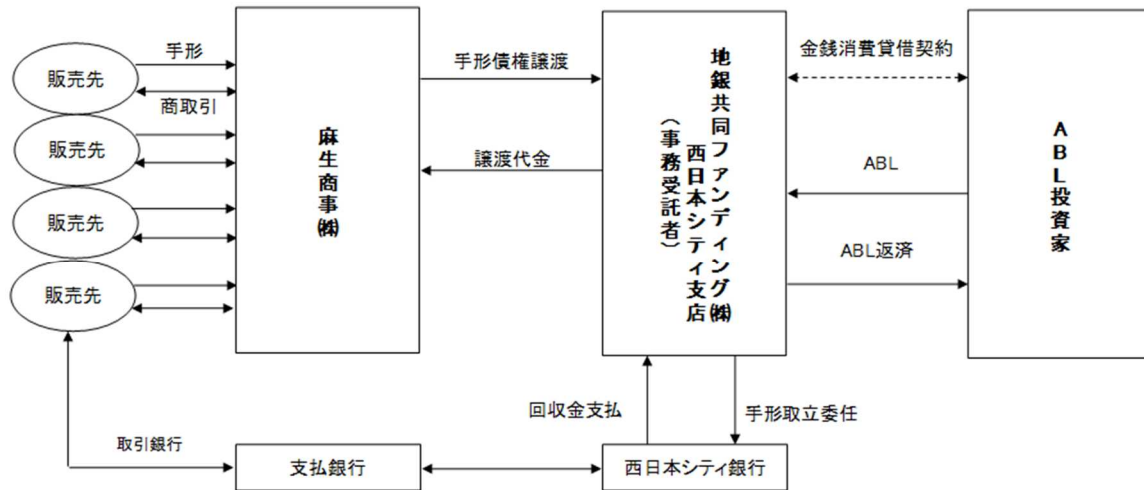 手形
販売先
商取引
販売先
販売先
販売先
麻生商事㈱
手形債権譲渡
譲渡代金
地銀共同ファンディング㈱
西日本シティ支店
（事務受託者）
金銭消費貸借契約
ABL
ABL返済
ABL投資家
回収金支払
手形取立委任
取引銀行
支払銀行
西日本シティ銀行